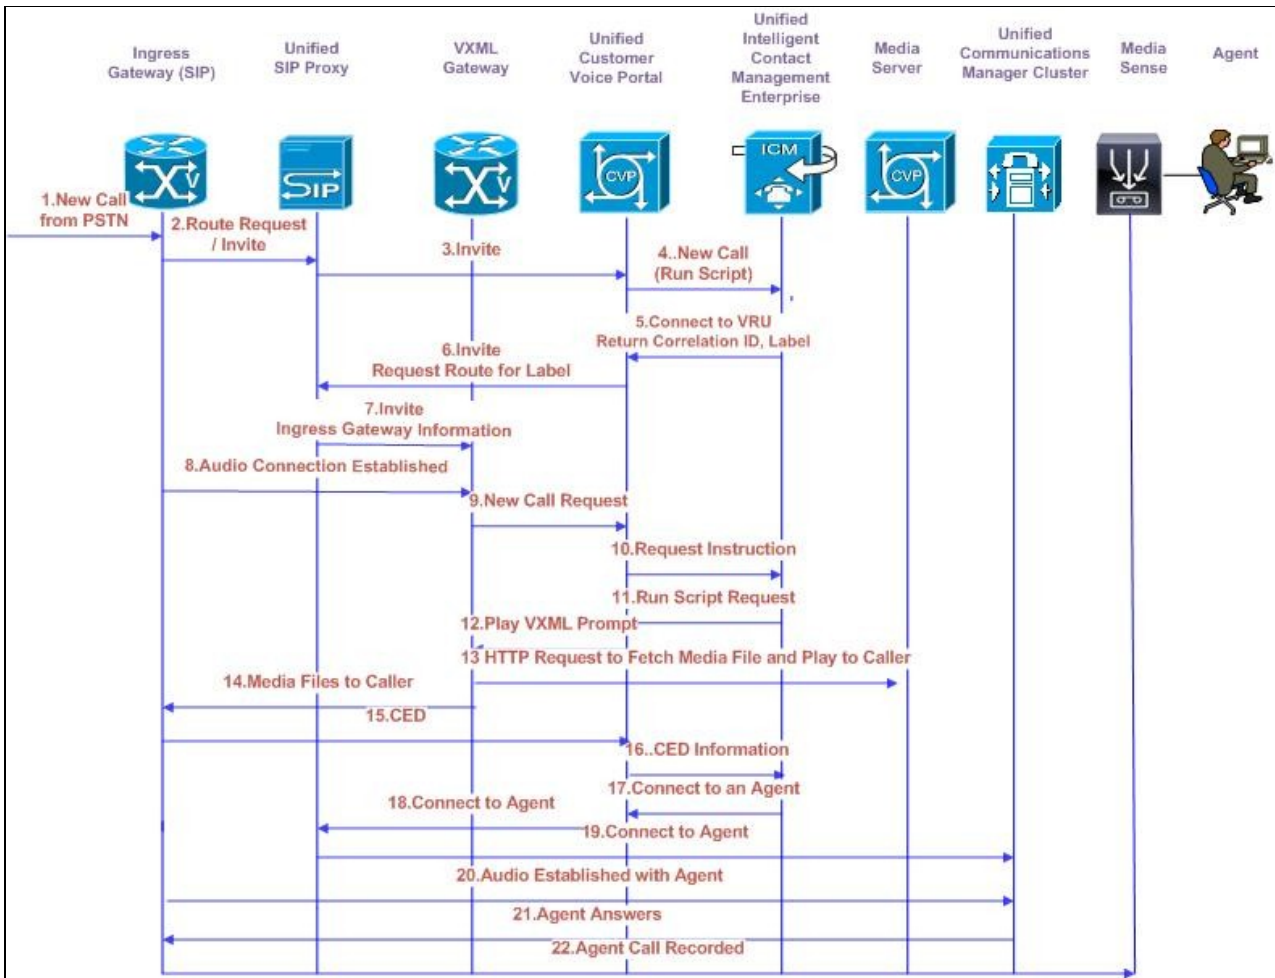 Ingress
Gateway (SIP)
Unified
SIP Proxy
VXML
Gateway
Unified
Customer
Voice Portal
Unified
Intelligent
Contact
Management
Enterprise
Media
Server
Unified
Communications
Manager Cluster
Media
Sense
Agent
V
SIP
V
CVP
ICM
CVP
1.New Call
from PSTN
2.Route Request
/ Invite
3.Invite
4..New Call
(Run Script)
5.Connect to VRU
Return Correlation ID, Label
6.Invite
Request Route for Label
7.Invite
Ingress Gateway Information
8.Audio Connection Established
9.New Call Request
10.Request Instruction
11.Run Script Request
12.Play VXML Prompt
13 HTTP Request to Fetch Media File and Play to Caller
14.Media Files to Caller
15.CED
16..CED Information
17.Connect to an Agent
18.Connect to Agent
19.Connect to Agent
20.Audio Established with Agent
21.Agent Answers
22.Agent Call Recorded